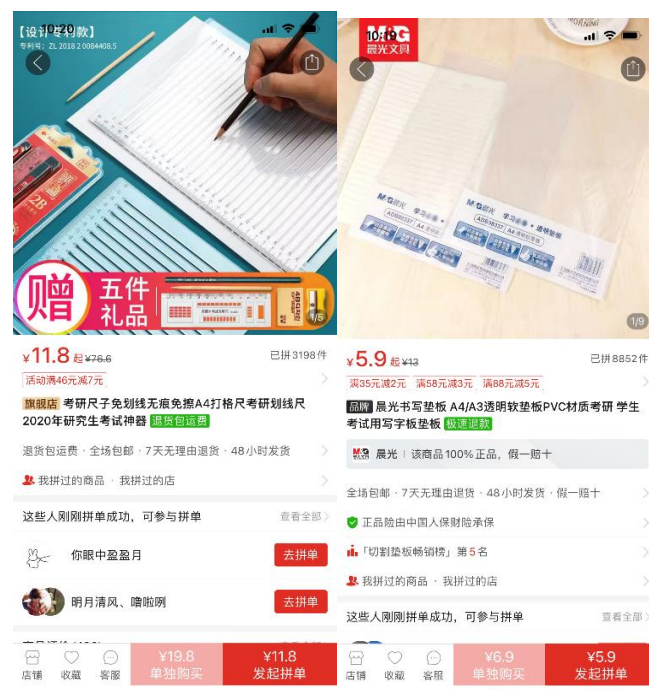 【设计专利款】
10:20
专利号: ZL 2018 2 0084408.5
2B
赠
五件
礼品
4B
1/5
¥11.8 起 ¥76.6
已拼3198件
活动满46元减7元
旗舰店 考研尺子免划线无痕免擦A4打格尺考研划线尺
2020年研究生考试神器 退货包运费
退货包运费 · 全场包邮 · 7天无理由退货 · 48小时发货
我拼过的商品 · 我拼过的店
这些人刚刚拼单成功，可参与拼单
查看全部
你眼中盈盈月
去拼单
明月清风、噜啦咧
去拼单
店铺
收藏
客服
¥19.8
单独购买
¥11.8
发起拼单
10:19
M&G
晨光文具
M&G晨光
A4
M&G晨光
透明垫板
A4
1/9
¥5.9 起 ¥13
已拼8852件
满35元减2元 满58元减3元 满88元减5元
品牌 晨光书写垫板 A4/A3透明软垫板PVC材质考研 学生
考试用写字板垫板 极速退款
M&G 晨光 | 该商品100%正品，假一赔十
全场包邮 · 7天无理由退货 · 48小时发货 · 假一赔十
正品险由中国人保财险承保
「切割垫板畅销榜」第5名
我拼过的商品 · 我拼过的店
这些人刚刚拼单成功，可参与拼单
查看全部
店铺
收藏
客服
¥6.9
单独购买
¥5.9
发起拼单